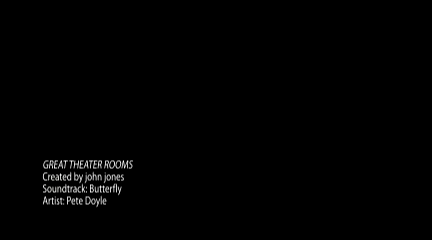 GREAT THEATER ROOMS
Created by john jones
Soundtrack: Butterfly
Artist: Pete Doyle